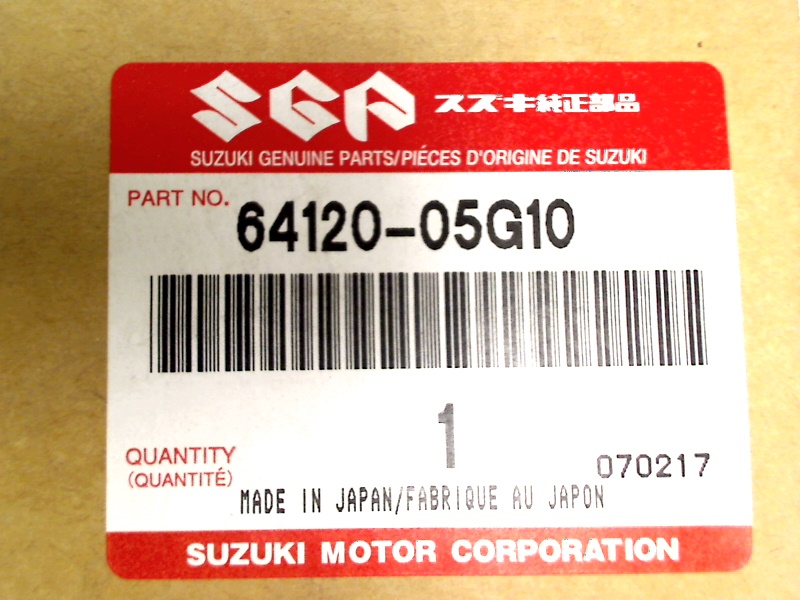 SGP スズキ純正部品
SUZUKI GENUINE PARTS/PIÉCES D'ORIGINE DE SUZUKI
PART NO. 64120-05G10
1
QUANTITY
(QUANTITÉ)
070217
MADE IN JAPAN/FABRIQUE AU JAPON
SUZUKI MOTOR CORPORATION